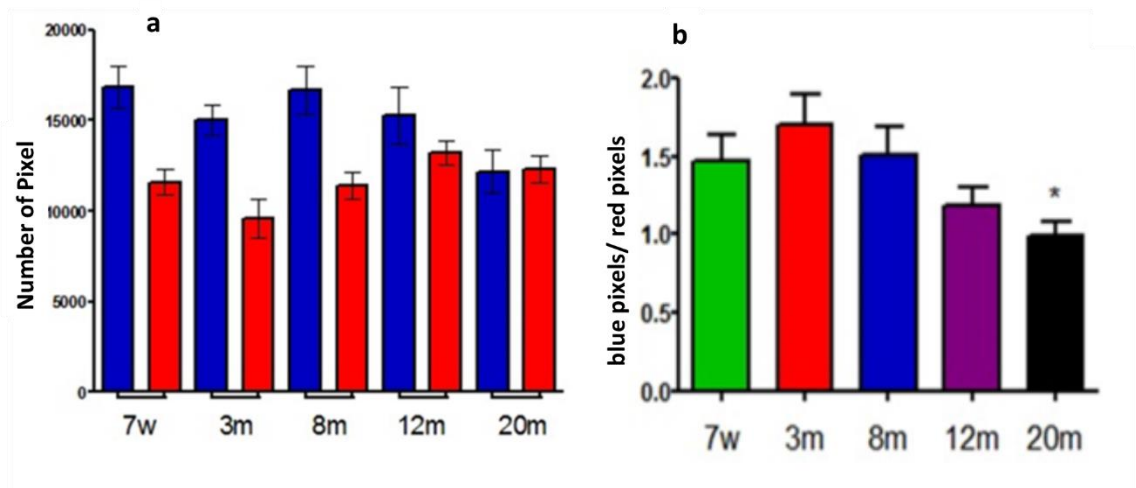 a
20000
15000
10000
5000
0
Number of Pixel
7w 3m 8m 12m 20m
b
2.0
1.5
1.0
0.5
0.0
blue pixels/ red pixels
*
7w 3m 8m 12m 20m